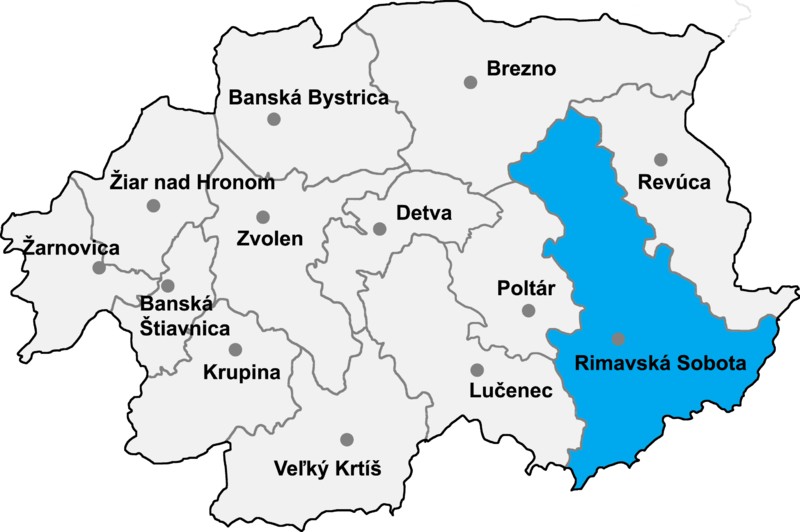 Brezno
Banská Bystrica
Žiar nad Hronom
Revúca
Detva
Zvolen
Žarnovica
Poltár
Banská
Štiavnica
Rimavská Sobota
Krupina
Lučenec
Veľký Krtíš